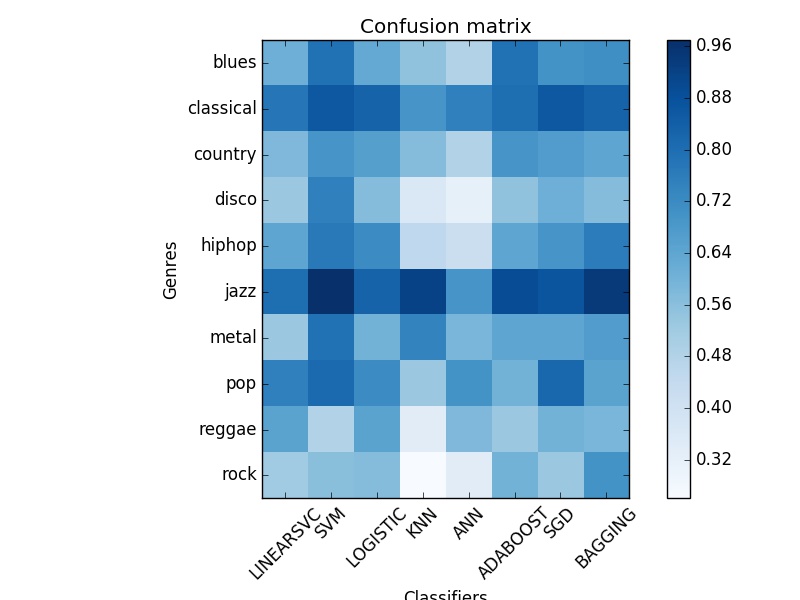 Confusion matrix
Genres
blues
classical
country
disco
hiphop
jazz
metal
pop
reggae
rock
LINEARSVC
SVM
LOGISTIC
KNN
ANN
ADABOOST
SGD
BAGGING
Classifiers
0.96
0.88
0.80
0.72
0.64
0.56
0.48
0.40
0.32